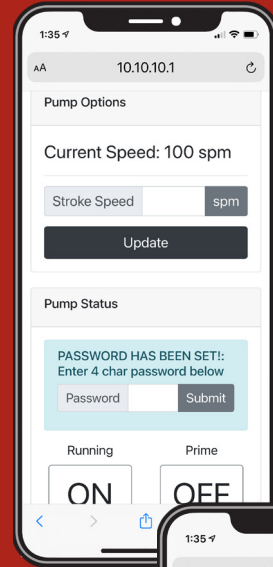 1:35
AA 10.10.10.1
Pump Options
Current Speed: 100 spm
Stroke Speed spm
Update
Pump Status
PASSWORD HAS BEEN SET!:
Enter 4 char password below
Password Submit
Running Prime
ON OFF
1:35